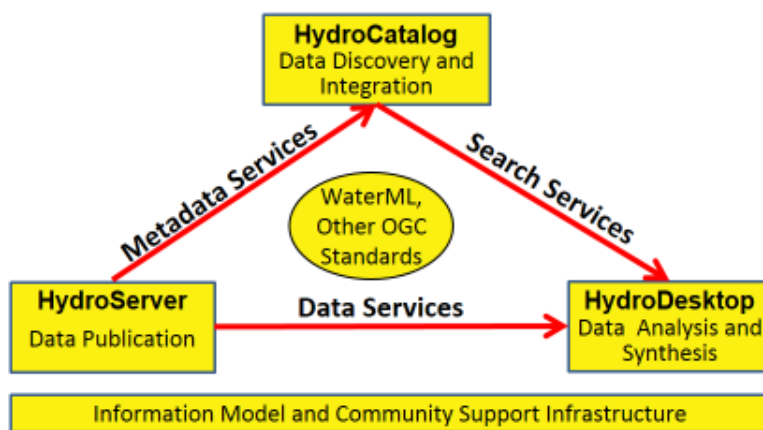 HydroCatalog
Data Discovery and
Integration
Metadata Services
Search Services
WaterML,
Other OGC
Standards
HydroServer
Data Publication
Data Services
HydroDesktop
Data Analysis and
Synthesis
Information Model and Community Support Infrastructure